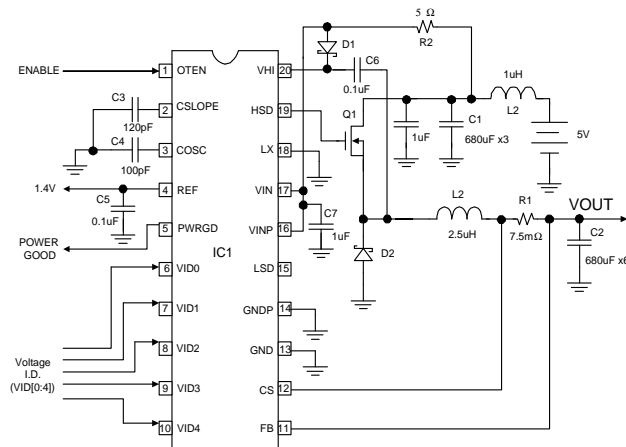 5 Ω
R2
D1
C6
0.1uF
ENABLE
1 OTEN
VHI 20
1uH
L2
C3
120pF
2 CSLOPE
HSD 19
Q1
C1
680uF x3
1uF
5V
C4
100pF
3 COSC
LX 18
1.4V
4 REF
VIN 17
C5
0.1uF
5 PWRGD
VINP 16
C7
1uF
L2
2.5uH
R1
7.5mΩ
VOUT
IC1
POWER
GOOD
6 VID0
LSD 15
D2
C2
680uF x6
7 VID1
GNDP 14
8 VID2
GND 13
Voltage
I.D.
(VID[0:4])
9 VID3
CS 12
10 VID4
FB 11